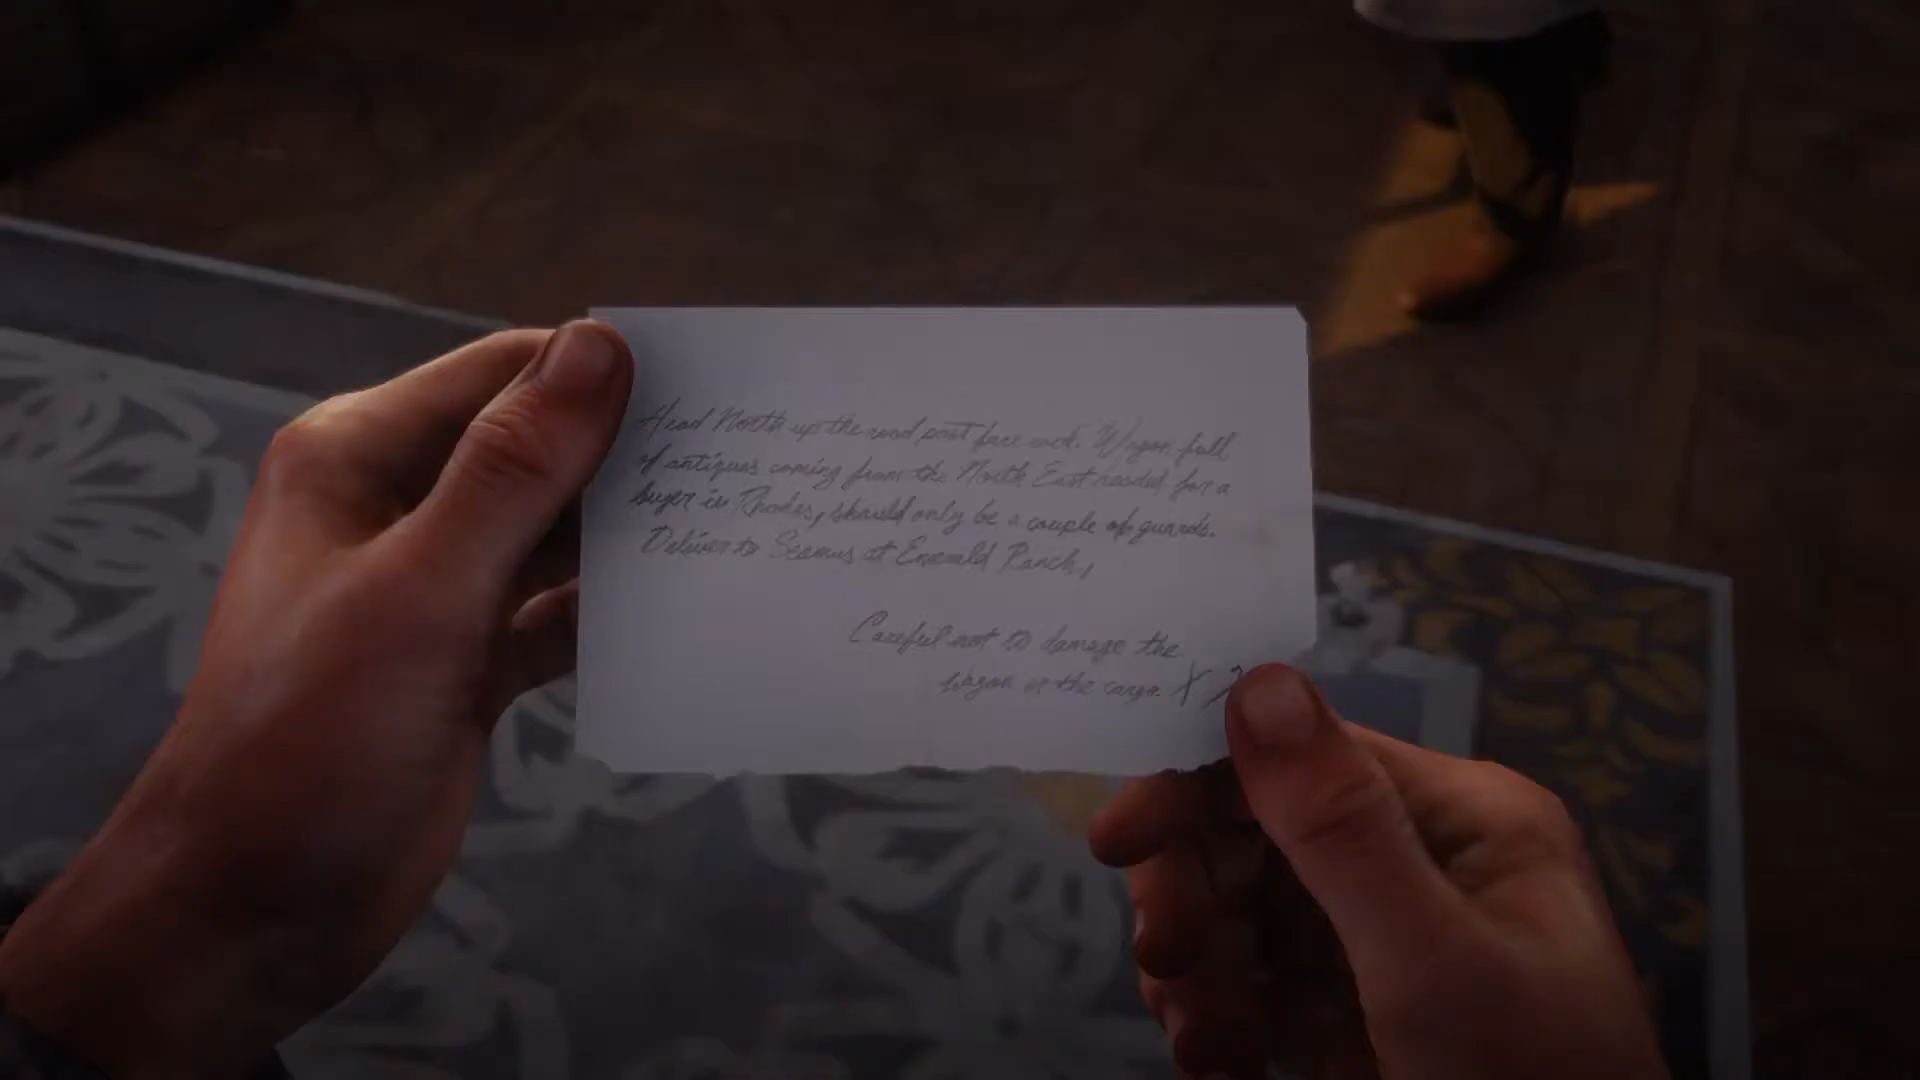 Head North up the road past face rock. Wagon full
of antiques coming from the North East needed for a
buyer in Rhodes, should only be a couple of guards.
Deliver to Seamus at Emerald Ranch,
Careful not to damage the
wagon or the cargo. X